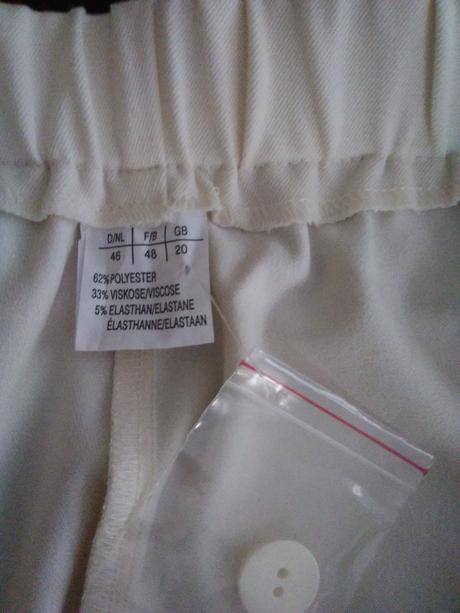 D/NL F/B GB
46 48 20
62% POLYESTER
33% VISKOSE/VISCOSE
5% ELASTHAN/ELASTANE
ÉLASTHANNE/ELASTAAN